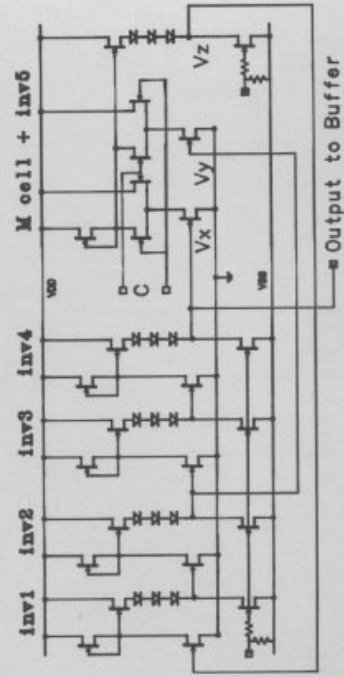 inv1 inv2 inv3 inv4 M cell + inv5
VDD
C
Vx Vy Vz
VSS
Output to Buffer